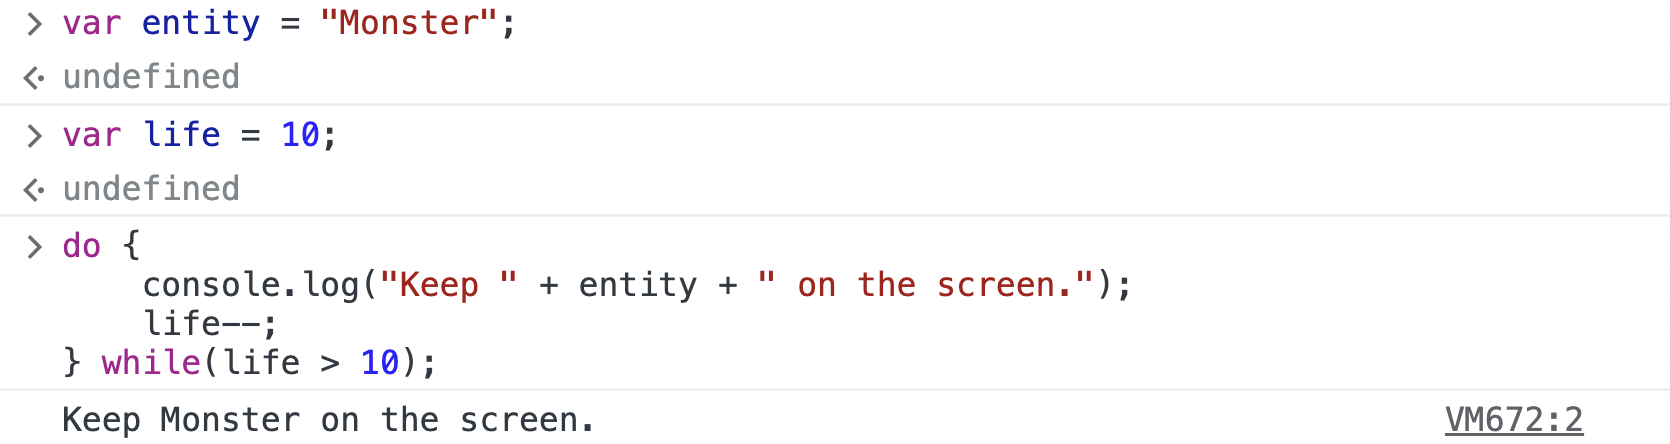 > var entity = "Monster";
undefined
> var life = 10;
undefined
> do {
console.log("Keep " + entity + " on the screen.");
life--;
} while(life > 10);
Keep Monster on the screen. VM672:2